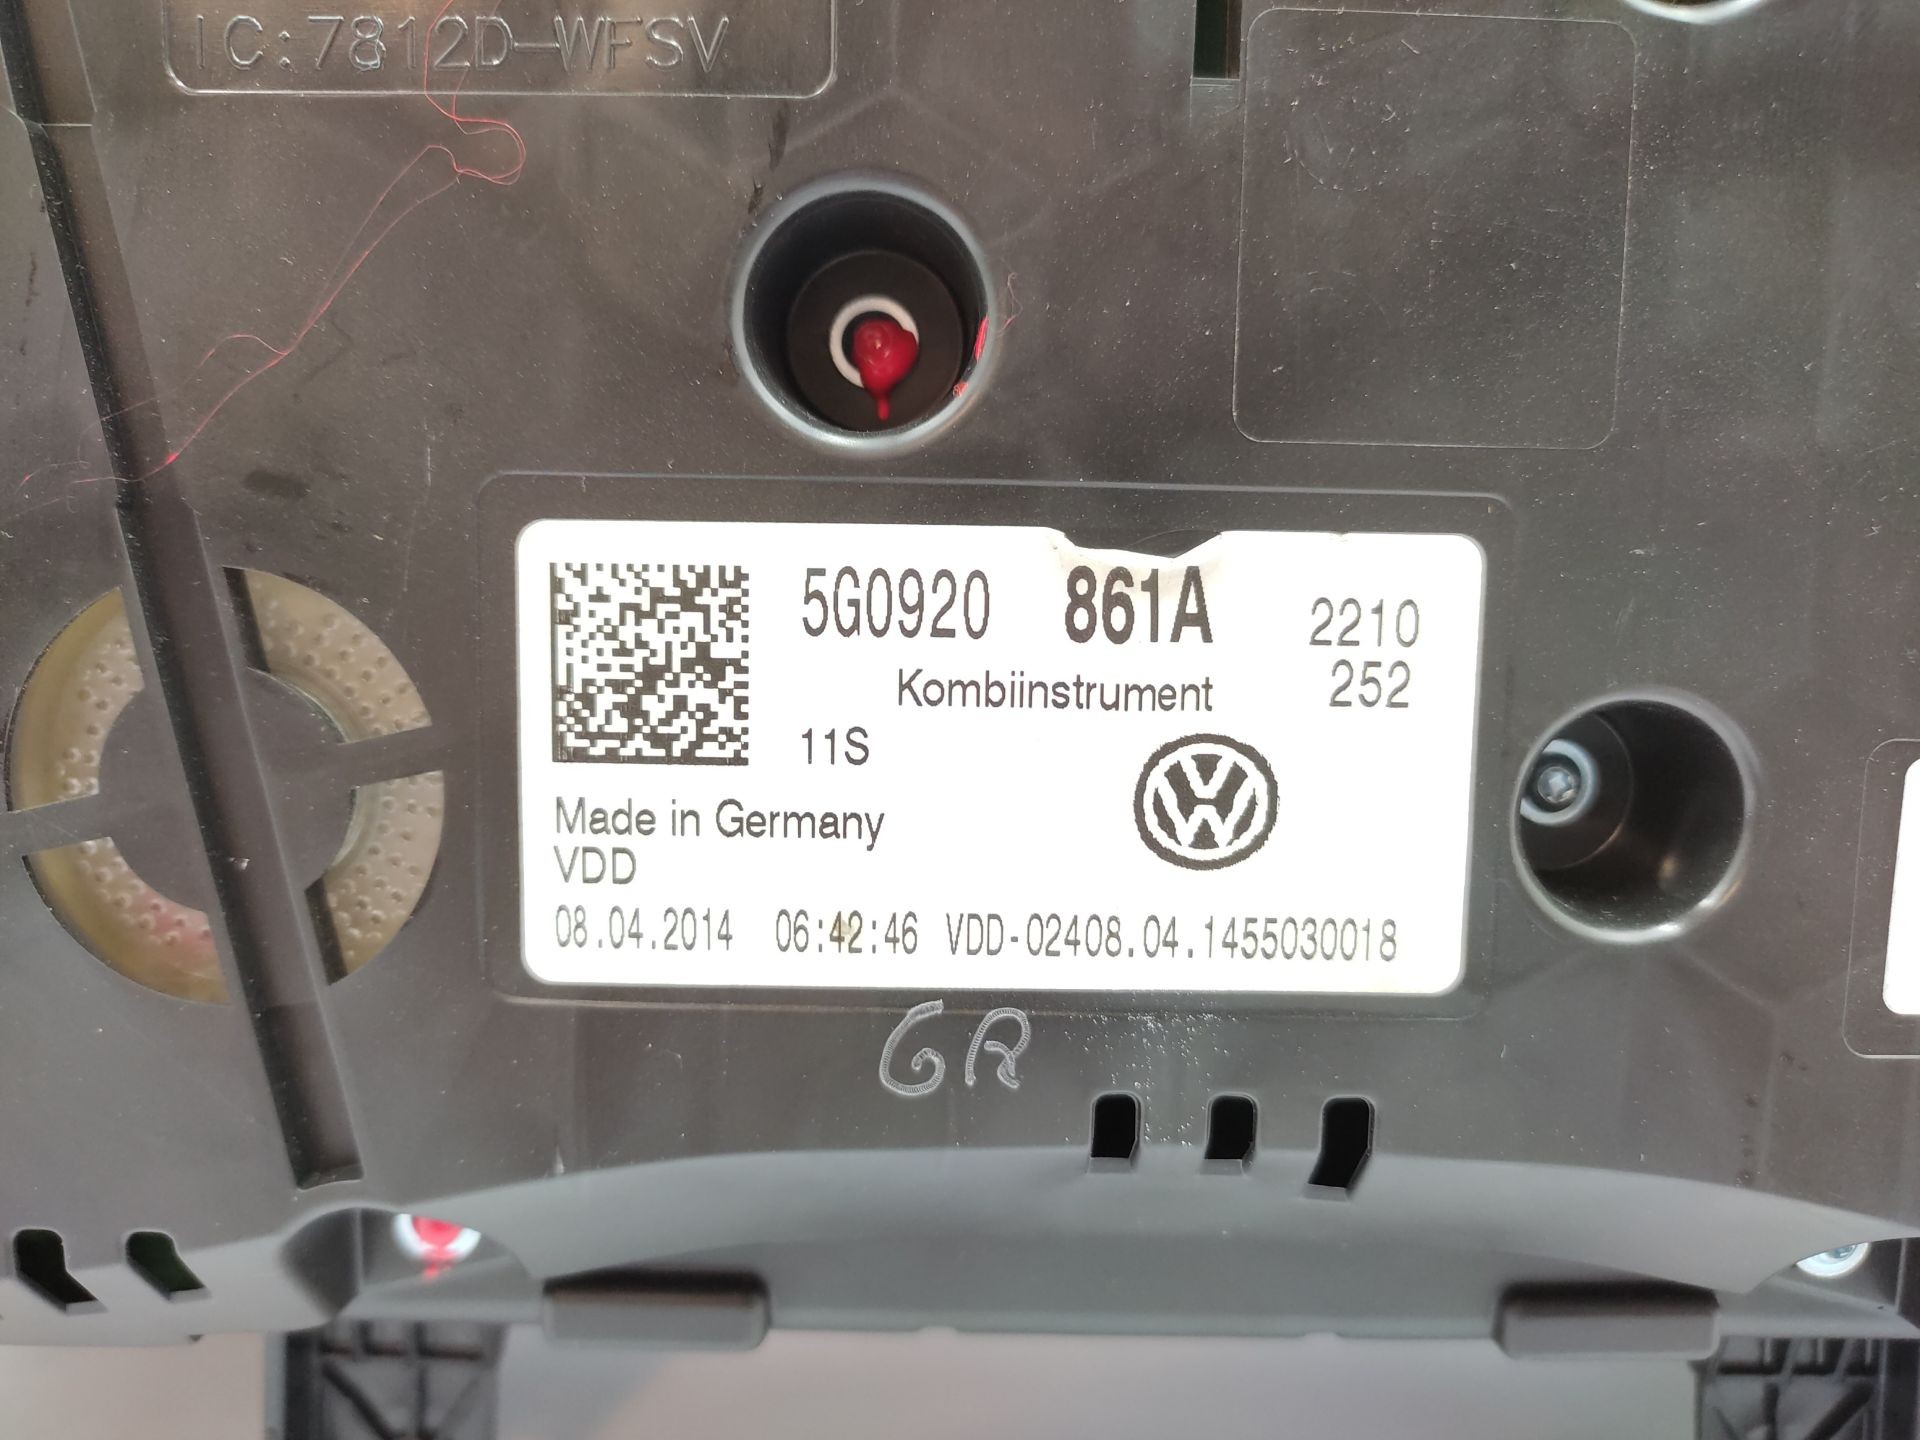 IC:7812D-WFSV
5G0920 861A 2210
Kombiinstrument 252
11S
Made in Germany
VDD
08.04.2014 06:42:46 VDD-02408.04.1455030018
GR